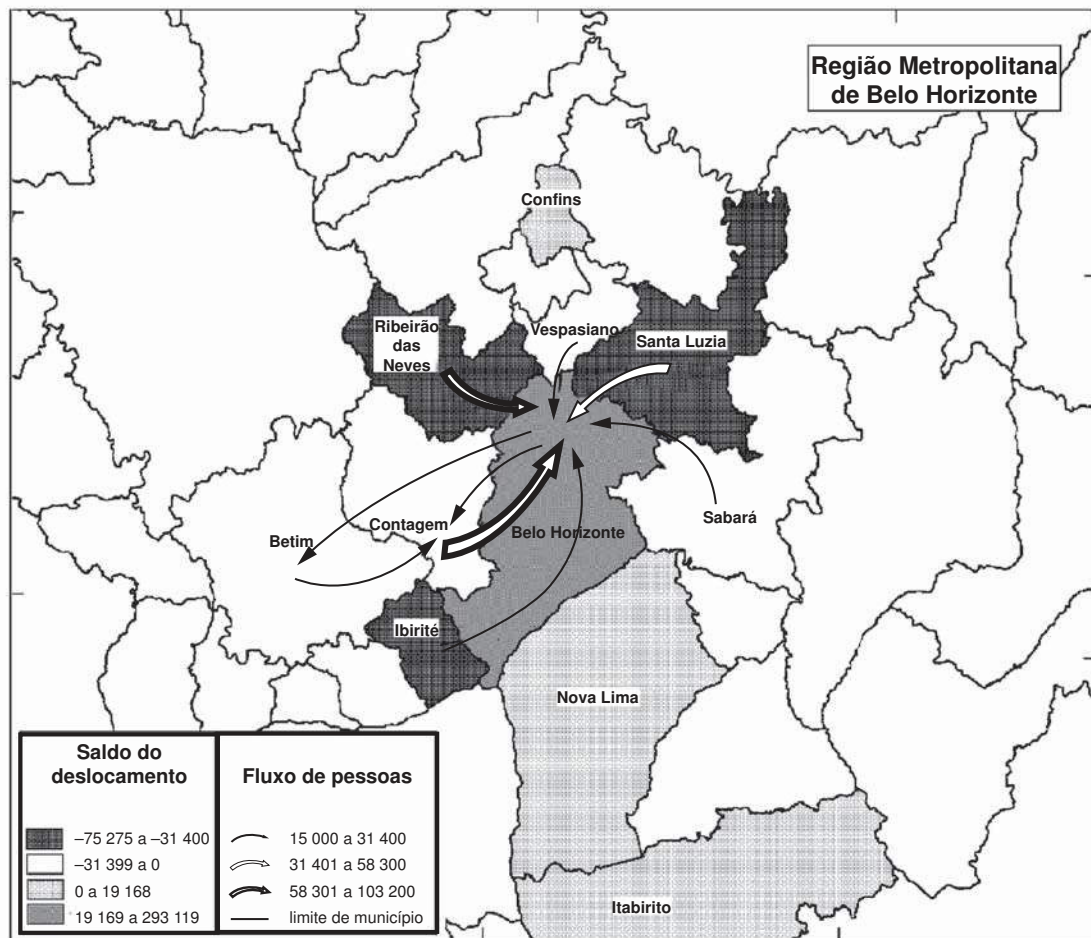 Região Metropolitana
de Belo Horizonte
Confins
Ribeirão
das
Neves
Vespasiano
Santa Luzia
Contagem
Betim
Belo Horizonte
Sabará
Ibirité
Nova Lima
Itabirito
Saldo do
deslocamento
–75 275 a –31 400
–31 399 a 0
0 a 19 168
19 169 a 293 119
Fluxo de pessoas
15 000 a 31 400
31 401 a 58 300
58 301 a 103 200
limite de município